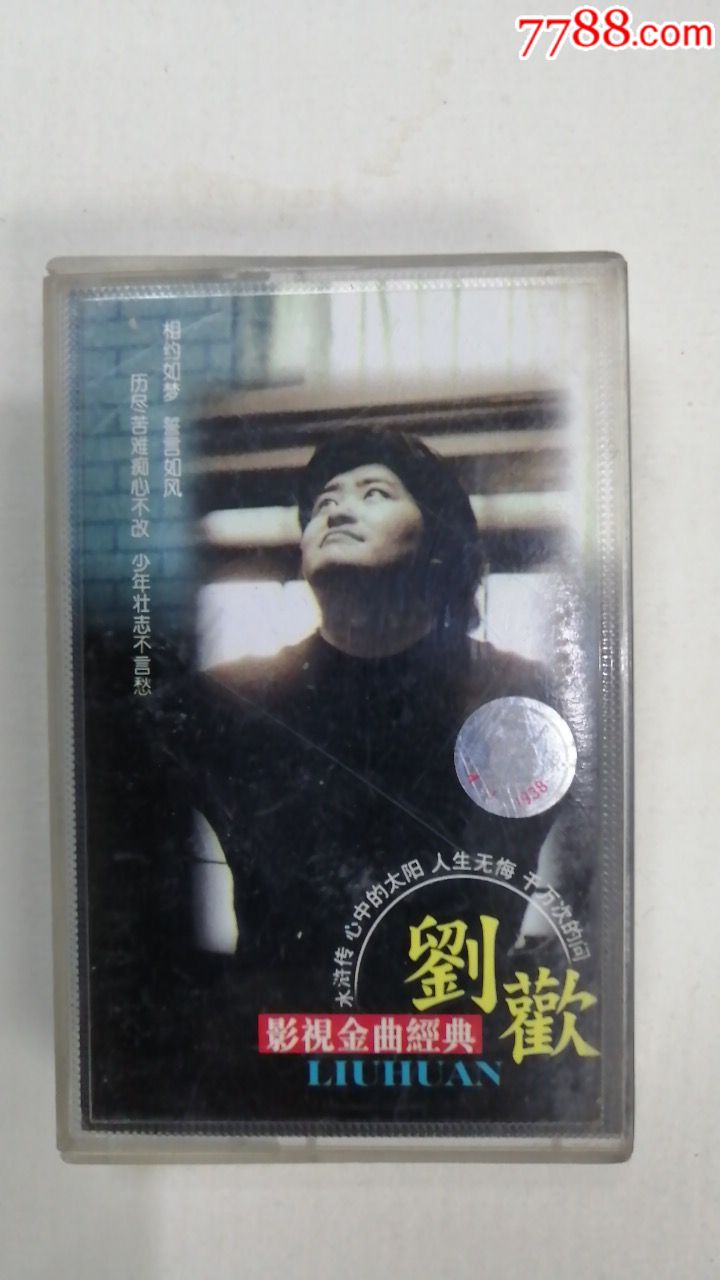 7788.com
相约如梦 誓言如风
历尽苦难痴心不改 少年壮志不言愁
水浒传 心中的太阳 人生无悔 千万次的问
劉歡
影視金曲經典
LIUHUAN